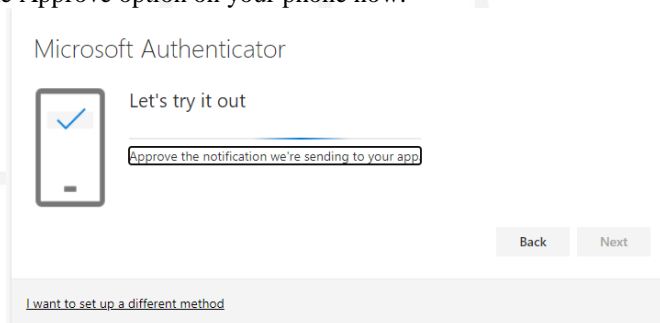 Approve option on your phone now.
Microsoft Authenticator
Let's try it out
Approve the notification we're sending to your app.
Back
Next
I want to set up a different method